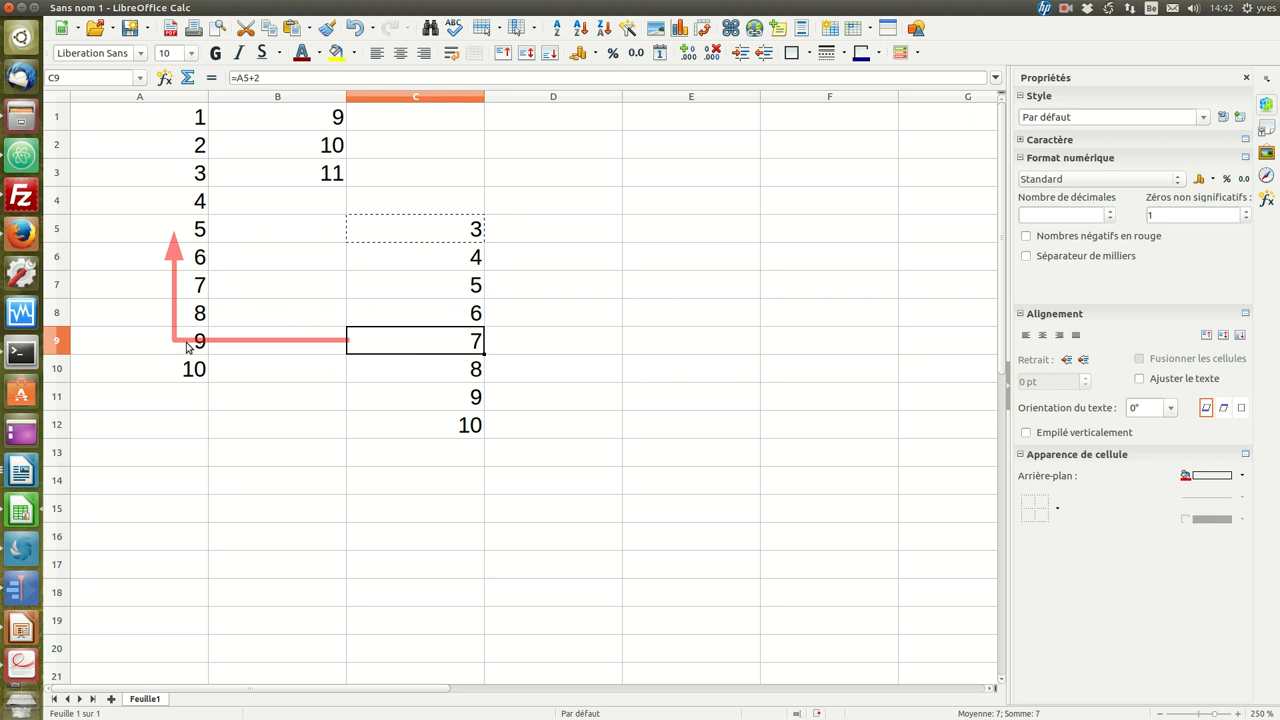 Sans nom 1 - LibreOffice Calc
Be
14:42
yves
Liberation Sans
10
C9
=A5+2
A B C D E F G
1 1 9
2 2 10
3 3 11
4 4
5 5 3
6 6 4
7 7 5
8 8 6
9 9 7
10 10 8
11 9
12 10
13
14
15
16
17
18
19
20
21
Propriétés
Style
Par défaut
Caractère
Format numérique
Standard
% 0.0
Nombre de décimales
Zéros non significatifs :
1
Nombres négatifs en rouge
Séparateur de milliers
Alignement
Retrait :
Fusionner les cellules
0 pt
Ajuster le texte
Orientation du texte :
0°
Empilé verticalement
Apparence de cellule
Arrière-plan :
Feuille1
Feuille 1 sur 1
Par défaut
Moyenne: 7; Somme: 7
250 %